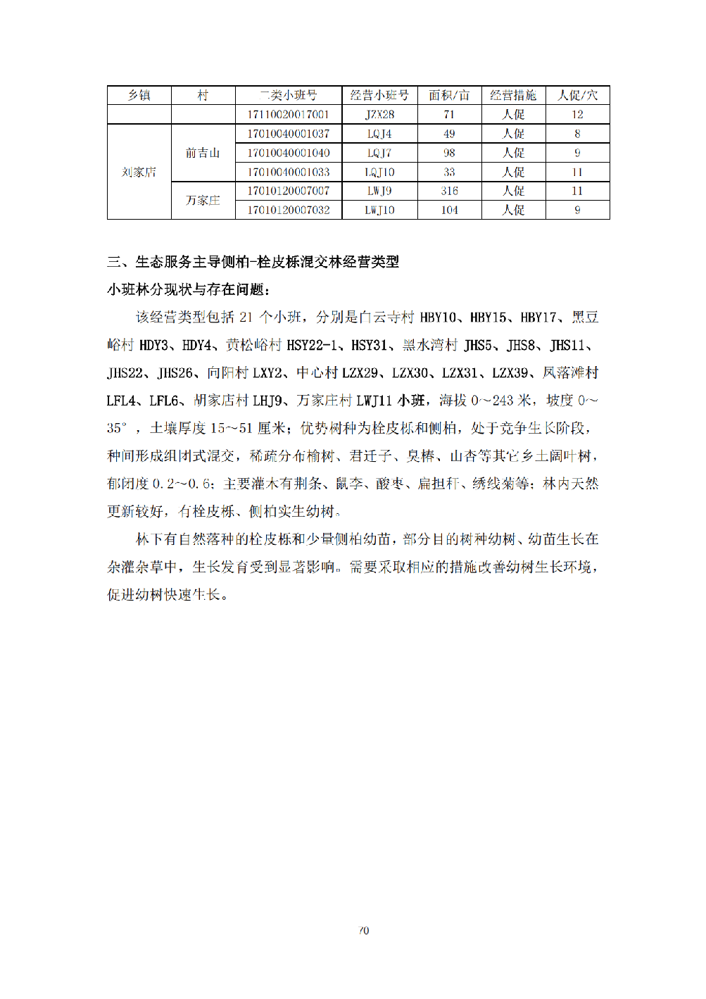 乡镇 村 二类小班号 经营小班号 面积/亩 经营措施 人促/穴
17110020017001 JZX28 71 人促 12
刘家店 前吉山 17010040001037 LQJ4 49 人促 8
17010040001040 LQJ7 98 人促 9
17010040001033 LQJ10 33 人促 11
万家庄 17010120007007 LWJ9 316 人促 11
17010120007032 LWJ10 104 人促 9
三、生态服务主导侧柏-栓皮栎混交林经营类型
小班林分现状与存在问题：
该经营类型包括 21 个小班，分别是白云寺村 HBY10、HBY15、HBY17、黑豆
峪村 HDY3、HDY4、黄松峪村 HSY22-1、HSY31、黑水湾村 JHS5、JHS8、JHS11、
JHS22、JHS26、向阳村 LXY2、中心村 LZX29、LZX30、LZX31、LZX39、凤落滩村
LFL4、LFL6、胡家店村 LHJ9、万家庄村 LWJ11 小班，海拔 0～243 米，坡度 0～
35°，土壤厚度 15～51 厘米；优势树种为栓皮栎和侧柏，处于竞争生长阶段，
种间形成组团式混交，稀疏分布榆树、君迁子、臭椿、山杏等其它乡土阔叶树，
郁闭度 0.2～0.6；主要灌木有荆条、鼠李、酸枣、扁担秆、绣线菊等；林内天然
更新较好，有栓皮栎、侧柏实生幼树。
林下有自然落种的栓皮栎和少量侧柏幼苗，部分目的树种幼树、幼苗生长在
杂灌杂草中，生长发育受到显著影响。需要采取相应的措施改善幼树生长环境，
促进幼树快速生长。
70